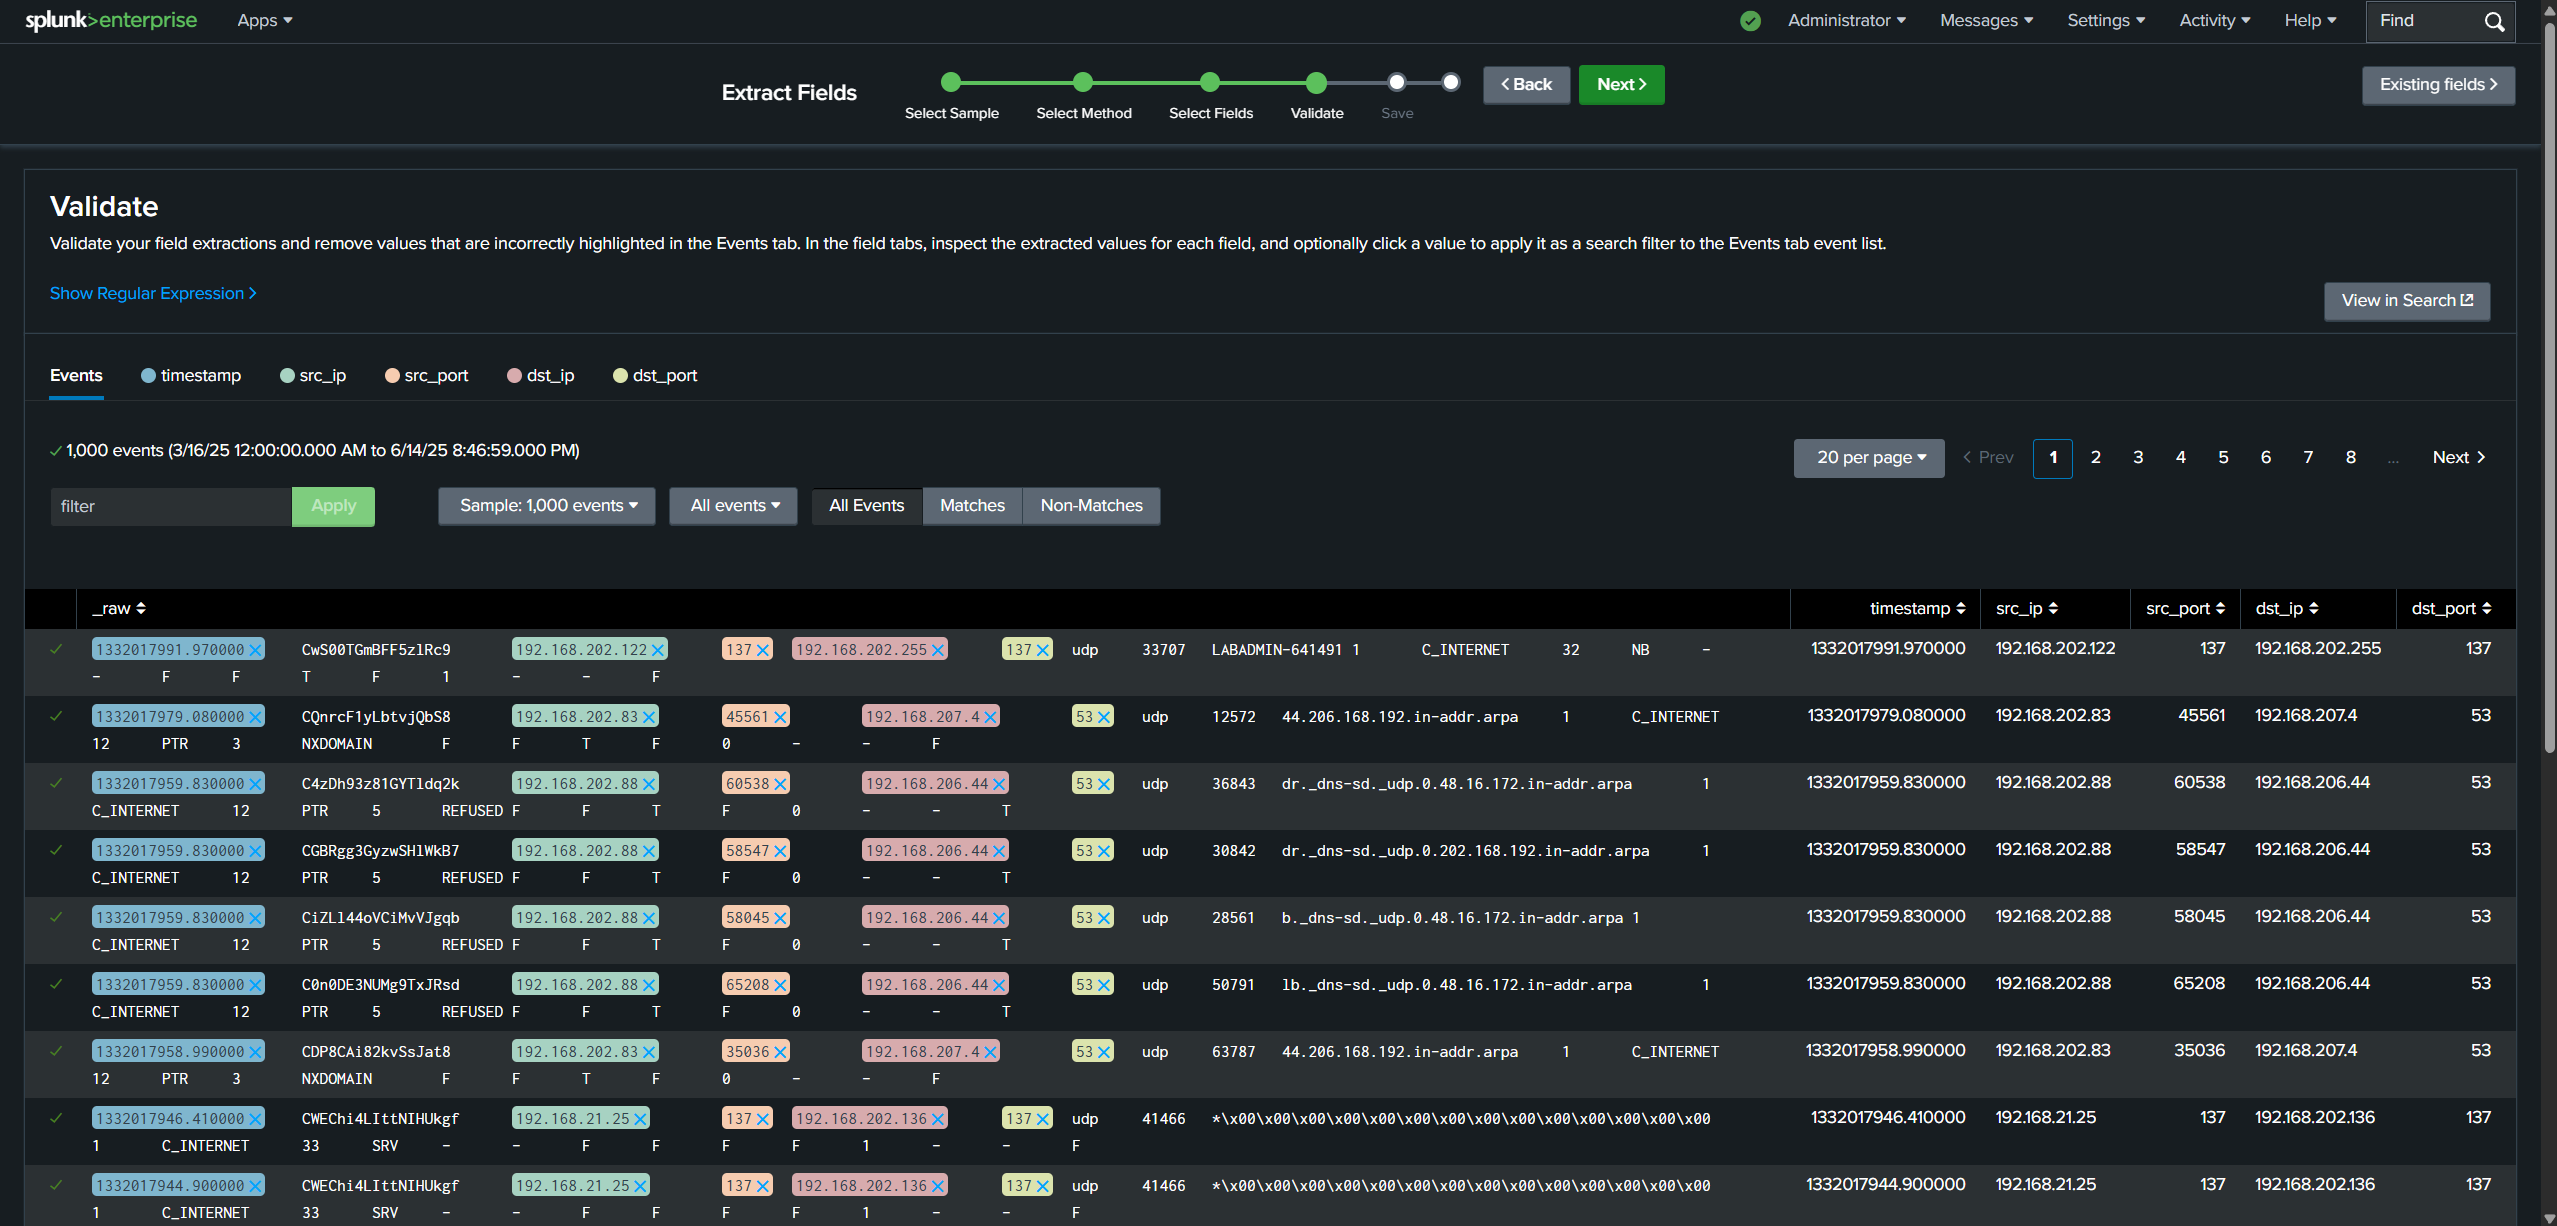 splunk>enterprise Apps Administrator Messages Settings Activity Help Find
Extract Fields
Select Sample Select Method Select Fields Validate Save
Back Next Existing fields
Validate
Validate your field extractions and remove values that are incorrectly highlighted in the Events tab. In the field tabs, inspect the extracted values for each field, and optionally click a value to apply it as a search filter to the Events tab event list.
Show Regular Expression
View in Search
Events timestamp src_ip src_port dst_ip dst_port
1,000 events (3/16/25 12:00:00.000 AM to 6/14/25 8:46:59.000 PM)
20 per page Prev 1 2 3 4 5 6 7 8 ... Next
filter Apply Sample: 1,000 events All events All Events Matches Non-Matches
_raw timestamp src_ip src_port dst_ip dst_port
1332017991.970000 CwS00TGmBFF5zlRc9 192.168.202.122 137 192.168.202.255 137 udp 33707 LABADMIN-641491 1 C_INTERNET 32 NB - 1332017991.970000 192.168.202.122 137 192.168.202.255 137
- F F T F 1 - - F
1332017979.080000 CQnrcF1yLbtvjQbS8 192.168.202.83 45561 192.168.207.4 53 udp 12572 44.206.168.192.in-addr.arpa 1 C_INTERNET 1332017979.080000 192.168.202.83 45561 192.168.207.4 53
12 PTR 3 NXDOMAIN F F T F 0 - - F
1332017959.830000 C4zDh93z81GYTldq2k 192.168.202.88 60538 192.168.206.44 53 udp 36843 dr._dns-sd._udp.0.48.16.172.in-addr.arpa 1 1332017959.830000 192.168.202.88 60538 192.168.206.44 53
C_INTERNET 12 PTR 5 REFUSED F F T F 0 - - T
1332017959.830000 CGBRgg3GyzwSHlWkB7 192.168.202.88 58547 192.168.206.44 53 udp 30842 dr._dns-sd._udp.0.202.168.192.in-addr.arpa 1 1332017959.830000 192.168.202.88 58547 192.168.206.44 53
C_INTERNET 12 PTR 5 REFUSED F F T F 0 - - T
1332017959.830000 CiZLl44oVCiMvVJgqb 192.168.202.88 58045 192.168.206.44 53 udp 28561 b._dns-sd._udp.0.48.16.172.in-addr.arpa 1 1332017959.830000 192.168.202.88 58045 192.168.206.44 53
C_INTERNET 12 PTR 5 REFUSED F F T F 0 - - T
1332017959.830000 C0n0DE3NUMg9TxJRsd 192.168.202.88 65208 192.168.206.44 53 udp 50791 lb._dns-sd._udp.0.48.16.172.in-addr.arpa 1 1332017959.830000 192.168.202.88 65208 192.168.206.44 53
C_INTERNET 12 PTR 5 REFUSED F F T F 0 - - T
1332017958.990000 CDP8CAi82kvSsJat8 192.168.202.83 35036 192.168.207.4 53 udp 63787 44.206.168.192.in-addr.arpa 1 C_INTERNET 1332017958.990000 192.168.202.83 35036 192.168.207.4 53
12 PTR 3 NXDOMAIN F F T F 0 - - F
1332017946.410000 CWEChi4LIttNIHUkgf 192.168.21.25 137 192.168.202.136 137 udp 41466 *\x00\x00\x00\x00\x00\x00\x00\x00\x00\x00\x00\x00\x00\x00 1332017946.410000 192.168.21.25 137 192.168.202.136 137
1 C_INTERNET 33 SRV - - F F F F 1 - - F
1332017944.900000 CWEChi4LIttNIHUkgf 192.168.21.25 137 192.168.202.136 137 udp 41466 *\x00\x00\x00\x00\x00\x00\x00\x00\x00\x00\x00\x00\x00\x00 1332017944.900000 192.168.21.25 137 192.168.202.136 137
1 C_INTERNET 33 SRV - - F F F F 1 - - F